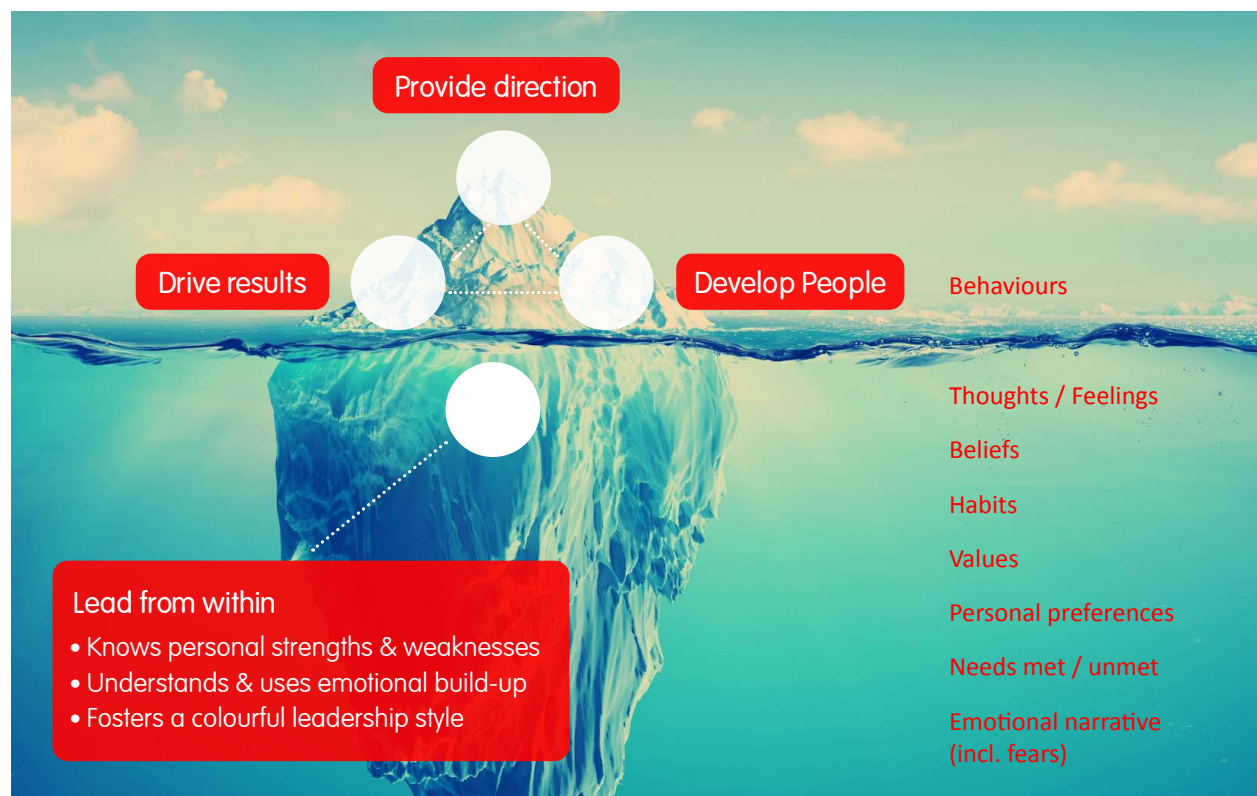 Provide direction
Drive results
Develop People
Behaviours
Thoughts / Feelings
Beliefs
Habits
Values
Personal preferences
Needs met / unmet
Emotional narrative
(incl. fears)
Lead from within
• Knows personal strengths & weaknesses
• Understands & uses emotional build-up
• Fosters a colourful leadership style